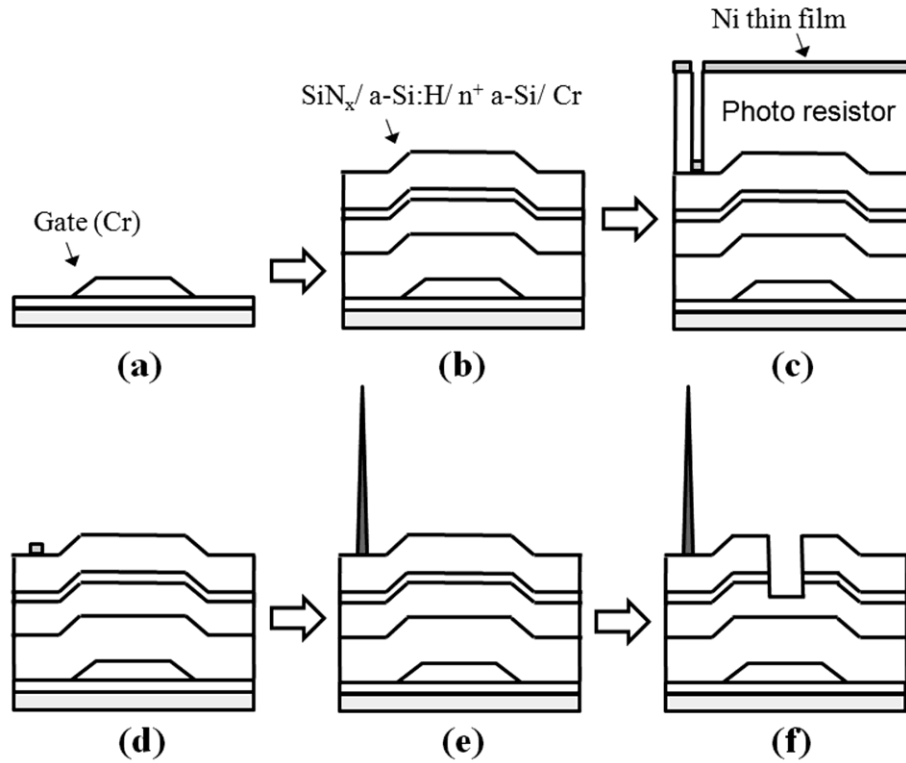 Ni thin film
SiNx/ a-Si:H/ n+ a-Si/ Cr
Photo resistor
Gate (Cr)
(a)
(b)
(c)
(d)
(e)
(f)